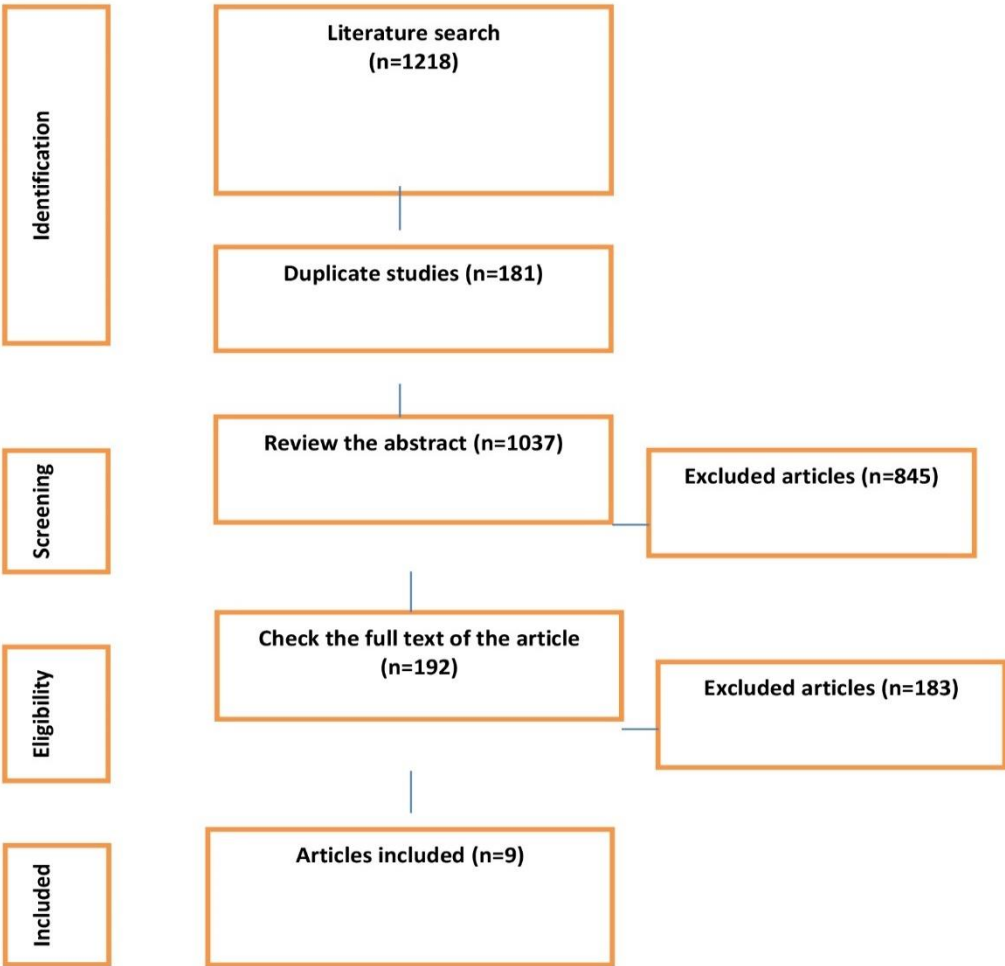 Identification
Literature search
(n=1218)
Duplicate studies (n=181)
Screening
Review the abstract (n=1037)
Excluded articles (n=845)
Eligibility
Check the full text of the article
(n=192)
Excluded articles (n=183)
Included
Articles included (n=9)